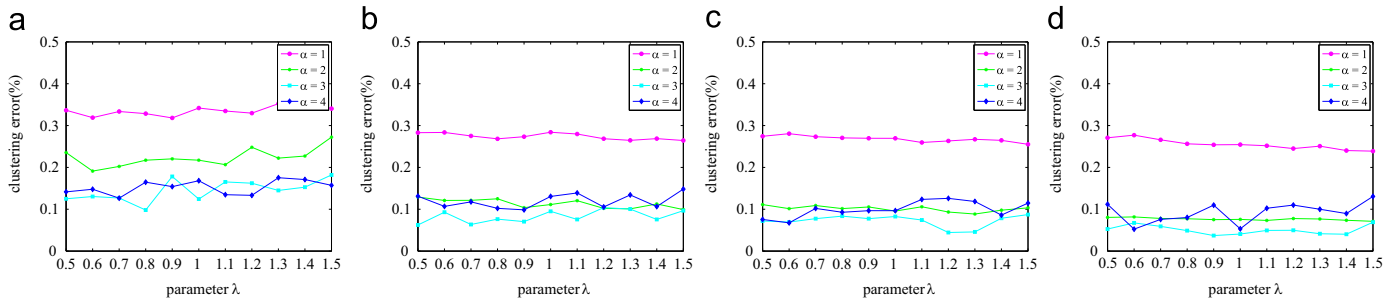 a
0.5
0.4
0.3
0.2
0.1
0
clustering error(%)
α = 1
α = 2
α = 3
α = 4
0.5 0.6 0.7 0.8 0.9 1 1.1 1.2 1.3 1.4 1.5
parameter λ
b
0.5
0.4
0.3
0.2
0.1
0
clustering error(%)
α = 1
α = 2
α = 3
α = 4
0.5 0.6 0.7 0.8 0.9 1 1.1 1.2 1.3 1.4 1.5
parameter λ
c
0.5
0.4
0.3
0.2
0.1
0
clustering error(%)
α = 1
α = 2
α = 3
α = 4
0.5 0.6 0.7 0.8 0.9 1 1.1 1.2 1.3 1.4 1.5
parameter λ
d
0.5
0.4
0.3
0.2
0.1
0
clustering error(%)
α = 1
α = 2
α = 3
α = 4
0.5 0.6 0.7 0.8 0.9 1 1.1 1.2 1.3 1.4 1.5
parameter λ